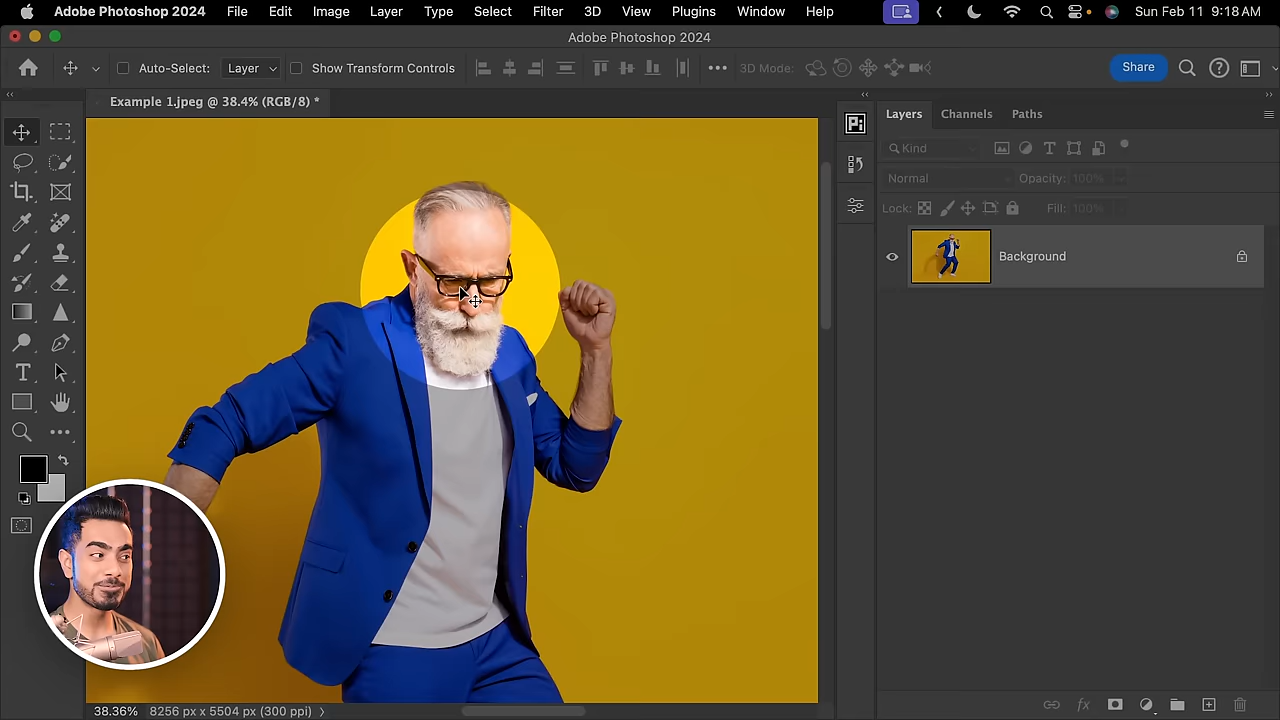 Adobe Photoshop 2024 File Edit Image Layer Type Select Filter 3D View Plugins Window Help Sun Feb 11 9:18 AM
Adobe Photoshop 2024
Auto-Select: Layer Show Transform Controls 3D Mode: Share
Example 1.jpeg @ 38.4% (RGB/8) *
Layers Channels Paths
Kind
Normal Opacity: 100%
Lock: Fill: 100%
Background
38.36% 8256 px x 5504 px (300 ppi)